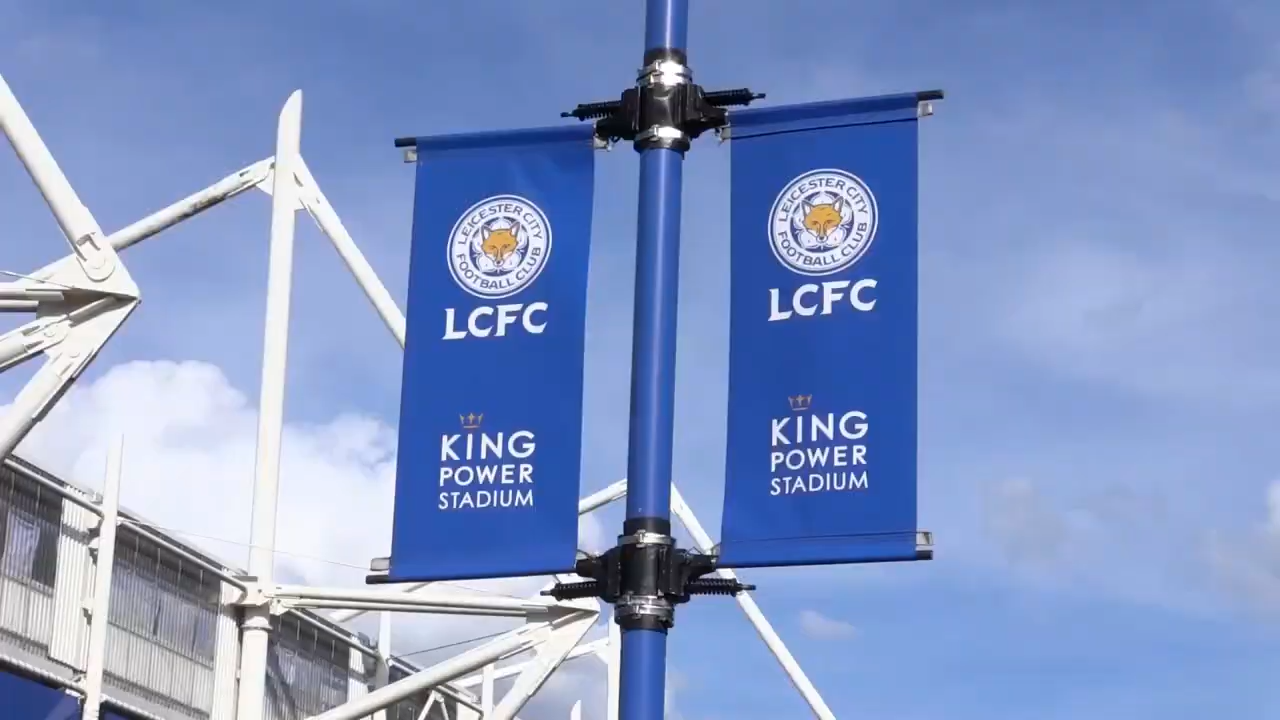 LEICESTER CITY
FOOTBALL CLUB
LCFC
KING
POWER
STADIUM
LEICESTER CITY
FOOTBALL CLUB
LCFC
KING
POWER
STADIUM